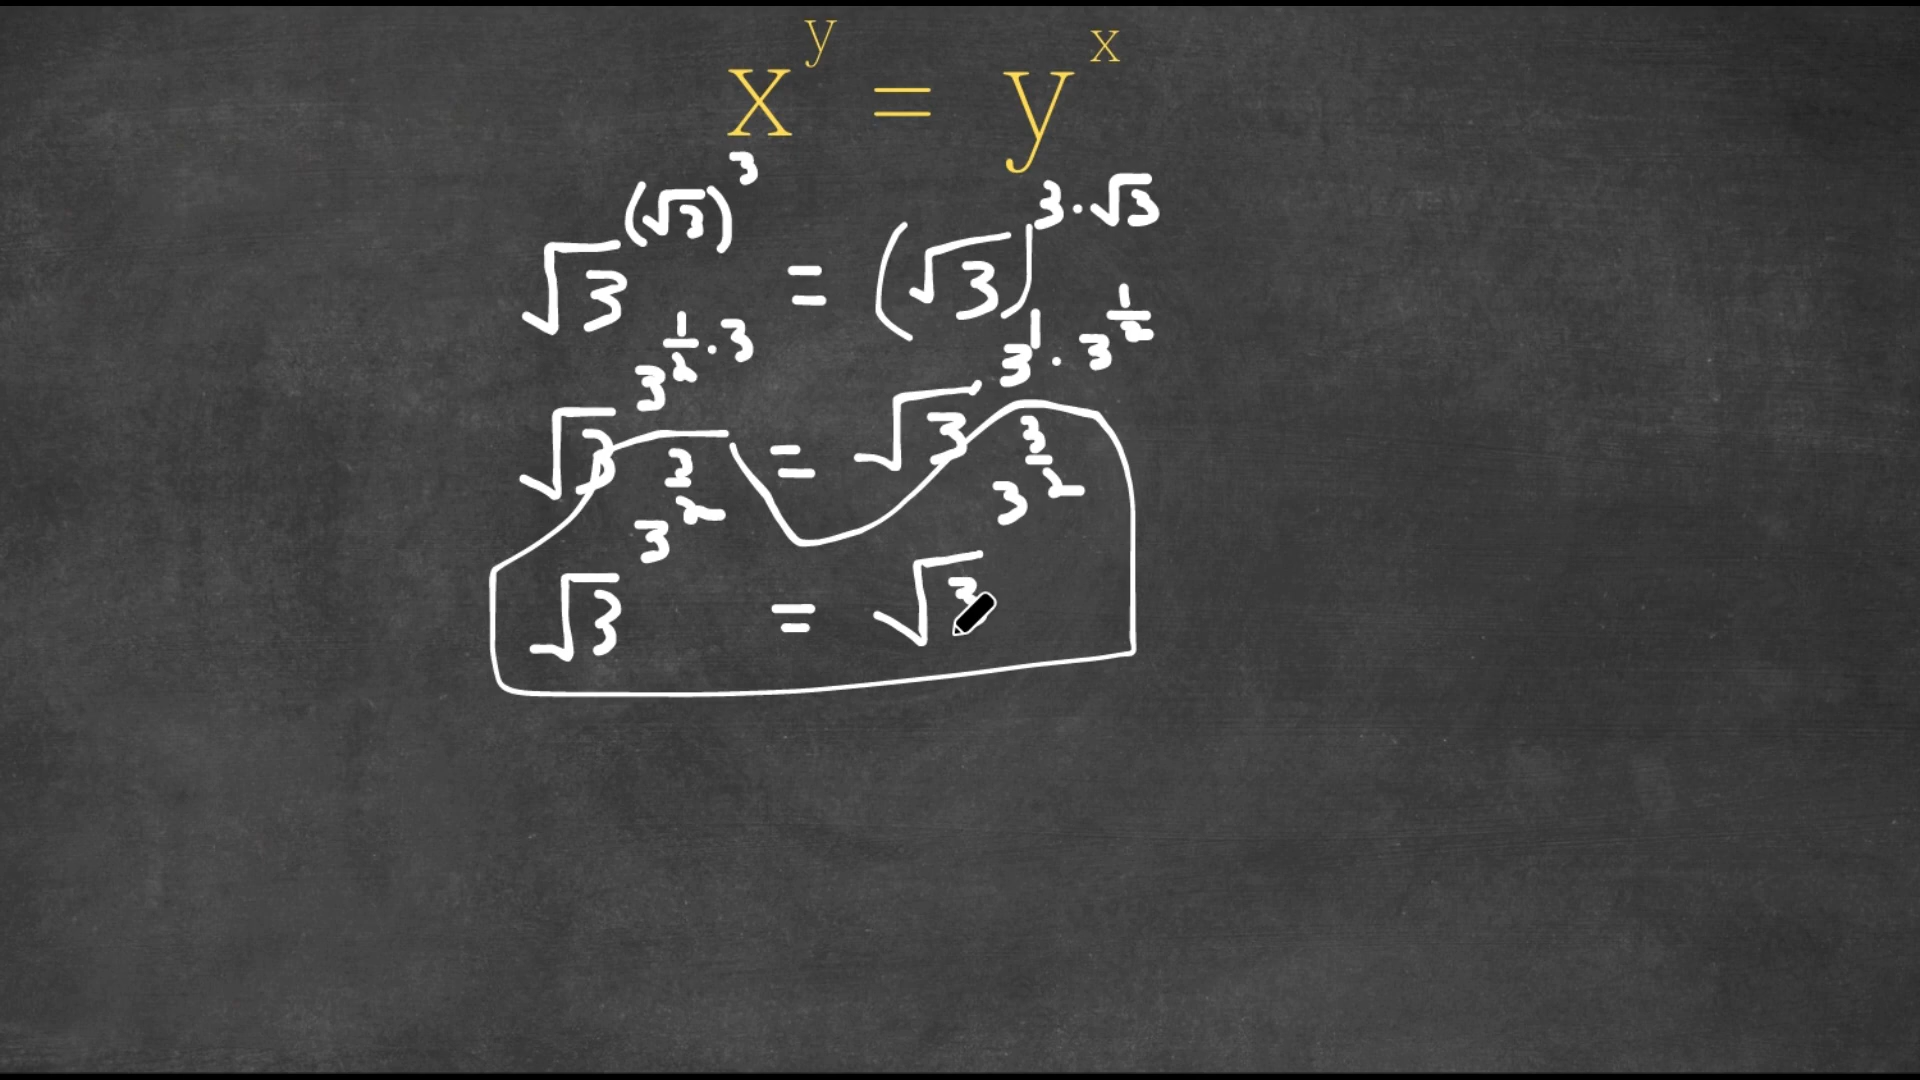 x^y = y^x
√3^(√3)^3 = (√3)^3·√3
√3^3^1/2·3 = √3^3^1·3^1/2
√3^3^3/2 = √3^3^3/2